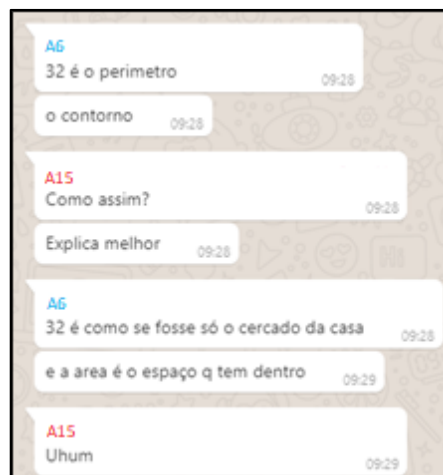 A6
32 é o perimetro
09:28
o contorno
09:28
A15
Como assim?
09:28
Explica melhor
09:28
A6
32 é como se fosse só o cercado da casa
09:28
e a area é o espaço q tem dentro
09:29
A15
Uhum
09:29